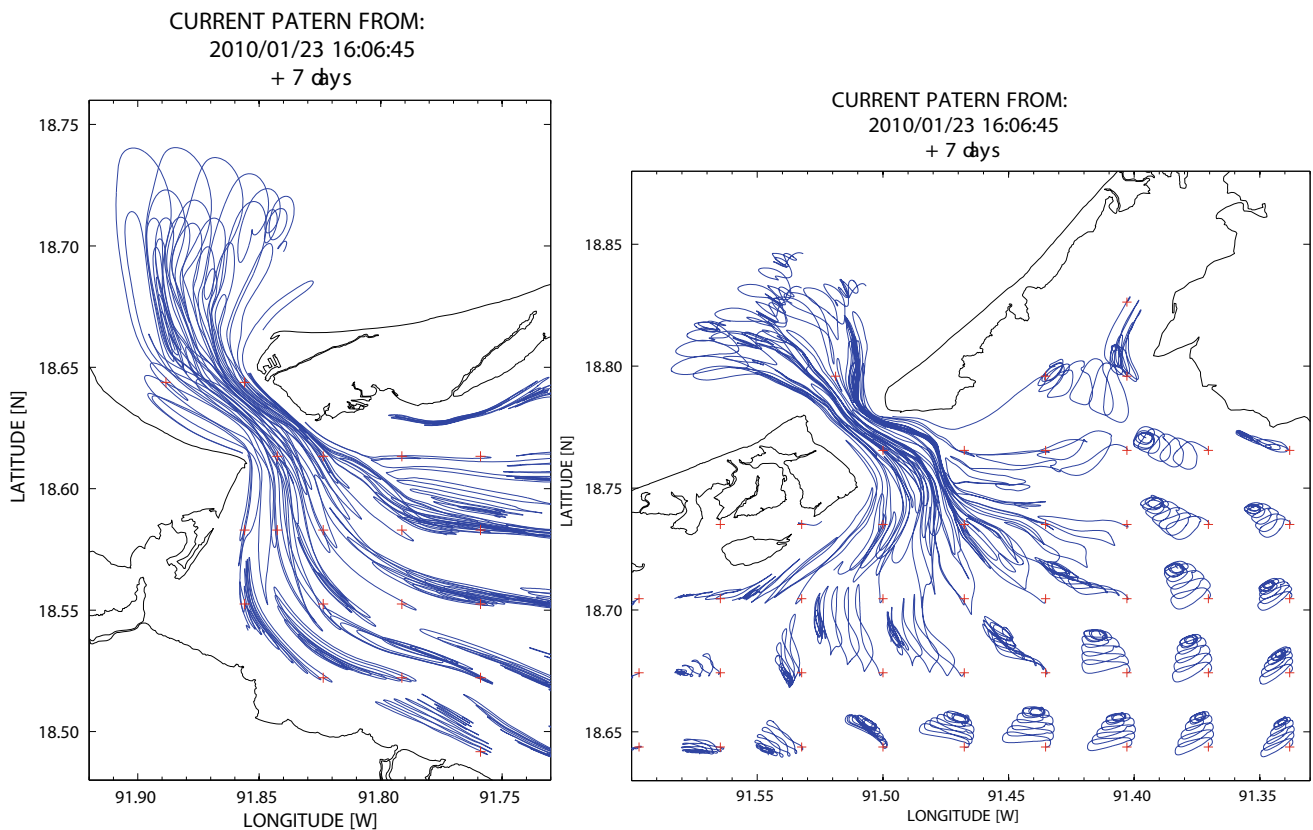 CURRENT PATERN FROM:
2010/01/23 16:06:45
+ 7 days
18.75
18.70
18.65
18.60
18.55
18.50
LATITUDE [N]
91.90
91.85
91.80
91.75
LONGITUDE [W]
CURRENT PATERN FROM:
2010/01/23 16:06:45
+ 7 days
18.85
18.80
18.75
18.70
18.65
LATITUDE [N]
91.55
91.50
91.45
91.40
91.35
LONGITUDE [W]